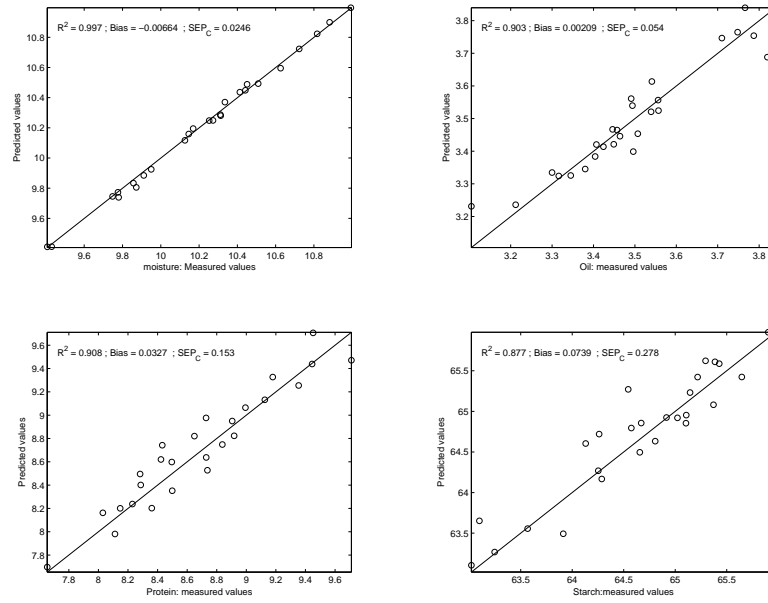 R² = 0.997 ; Bias = −0.00664 ; SEP_C = 0.0246
Predicted values
10.8
10.6
10.4
10.2
10
9.8
9.6
9.6 9.8 10 10.2 10.4 10.6 10.8
moisture: Measured values
R² = 0.903 ; Bias = 0.00209 ; SEP_C = 0.054
Predicted values
3.8
3.7
3.6
3.5
3.4
3.3
3.2
3.2 3.3 3.4 3.5 3.6 3.7 3.8
Oil: measured values
R² = 0.908 ; Bias = 0.0327 ; SEP_C = 0.153
Predicted values
9.6
9.4
9.2
9
8.8
8.6
8.4
8.2
8
7.8
7.8 8 8.2 8.4 8.6 8.8 9 9.2 9.4 9.6
Protein: measured values
R² = 0.877 ; Bias = 0.0739 ; SEP_C = 0.278
Predicted values
65.5
65
64.5
64
63.5
63.5 64 64.5 65 65.5
Starch:measured values